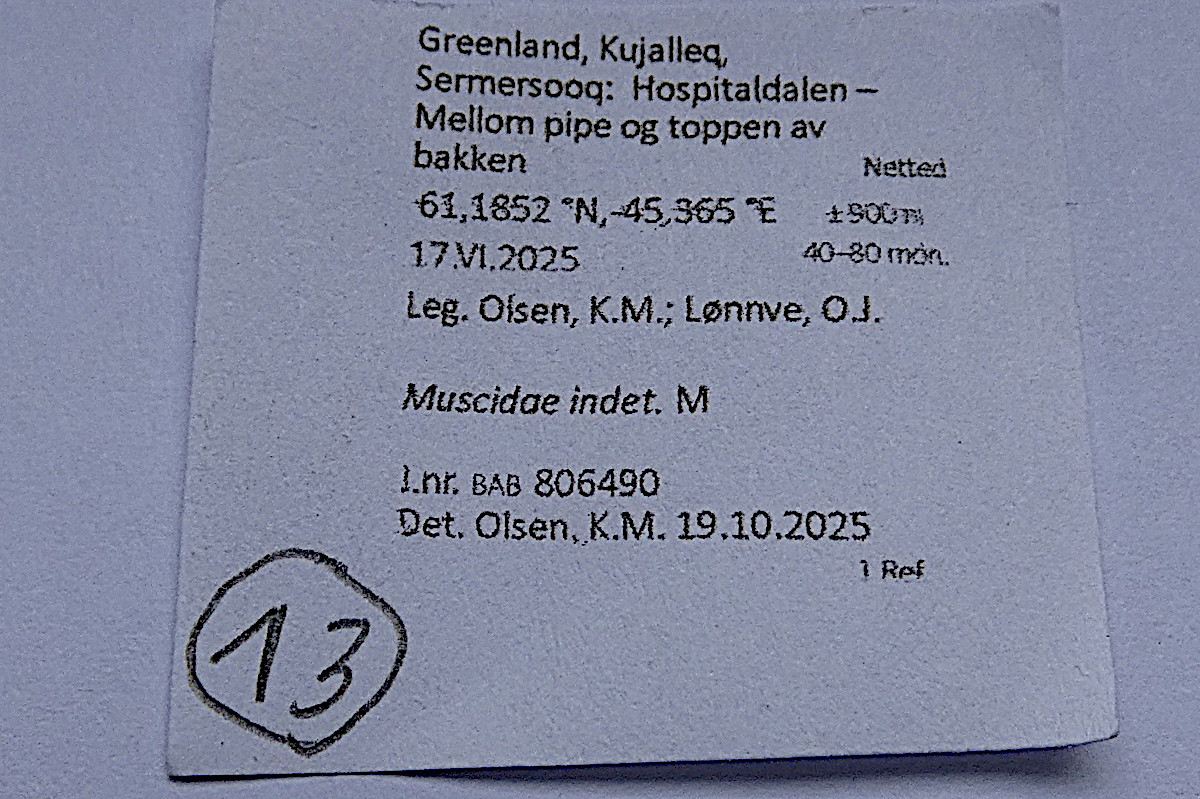 Greenland, Kujalleq,
Sermersooq: Hospitaldalen –
Mellom pipe og toppen av
bakken Netted
61,1852 °N,-45,365 °E ±900m
17.VI.2025 40–80 moh.
Leg. Olsen, K.M.; Lønnve, O.J.
Muscidae indet. M
I.nr. BAB 806490
Det. Olsen, K.M. 19.10.2025
1
13